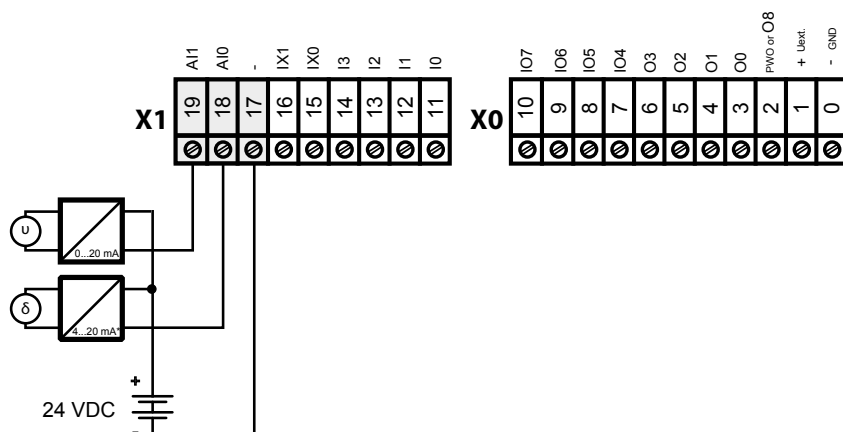 AI1 AI0 - IX1 IX0 I3 I2 I1 I0
X1 19 18 17 16 15 14 13 12 11
IO7 IO6 IO5 IO4 O3 O2 O1 O0 PWO or O8 + Uext. - GND
X0 10 9 8 7 6 5 4 3 2 1 0
υ
0...20 mA
δ
4...20 mA*
+
24 VDC
-